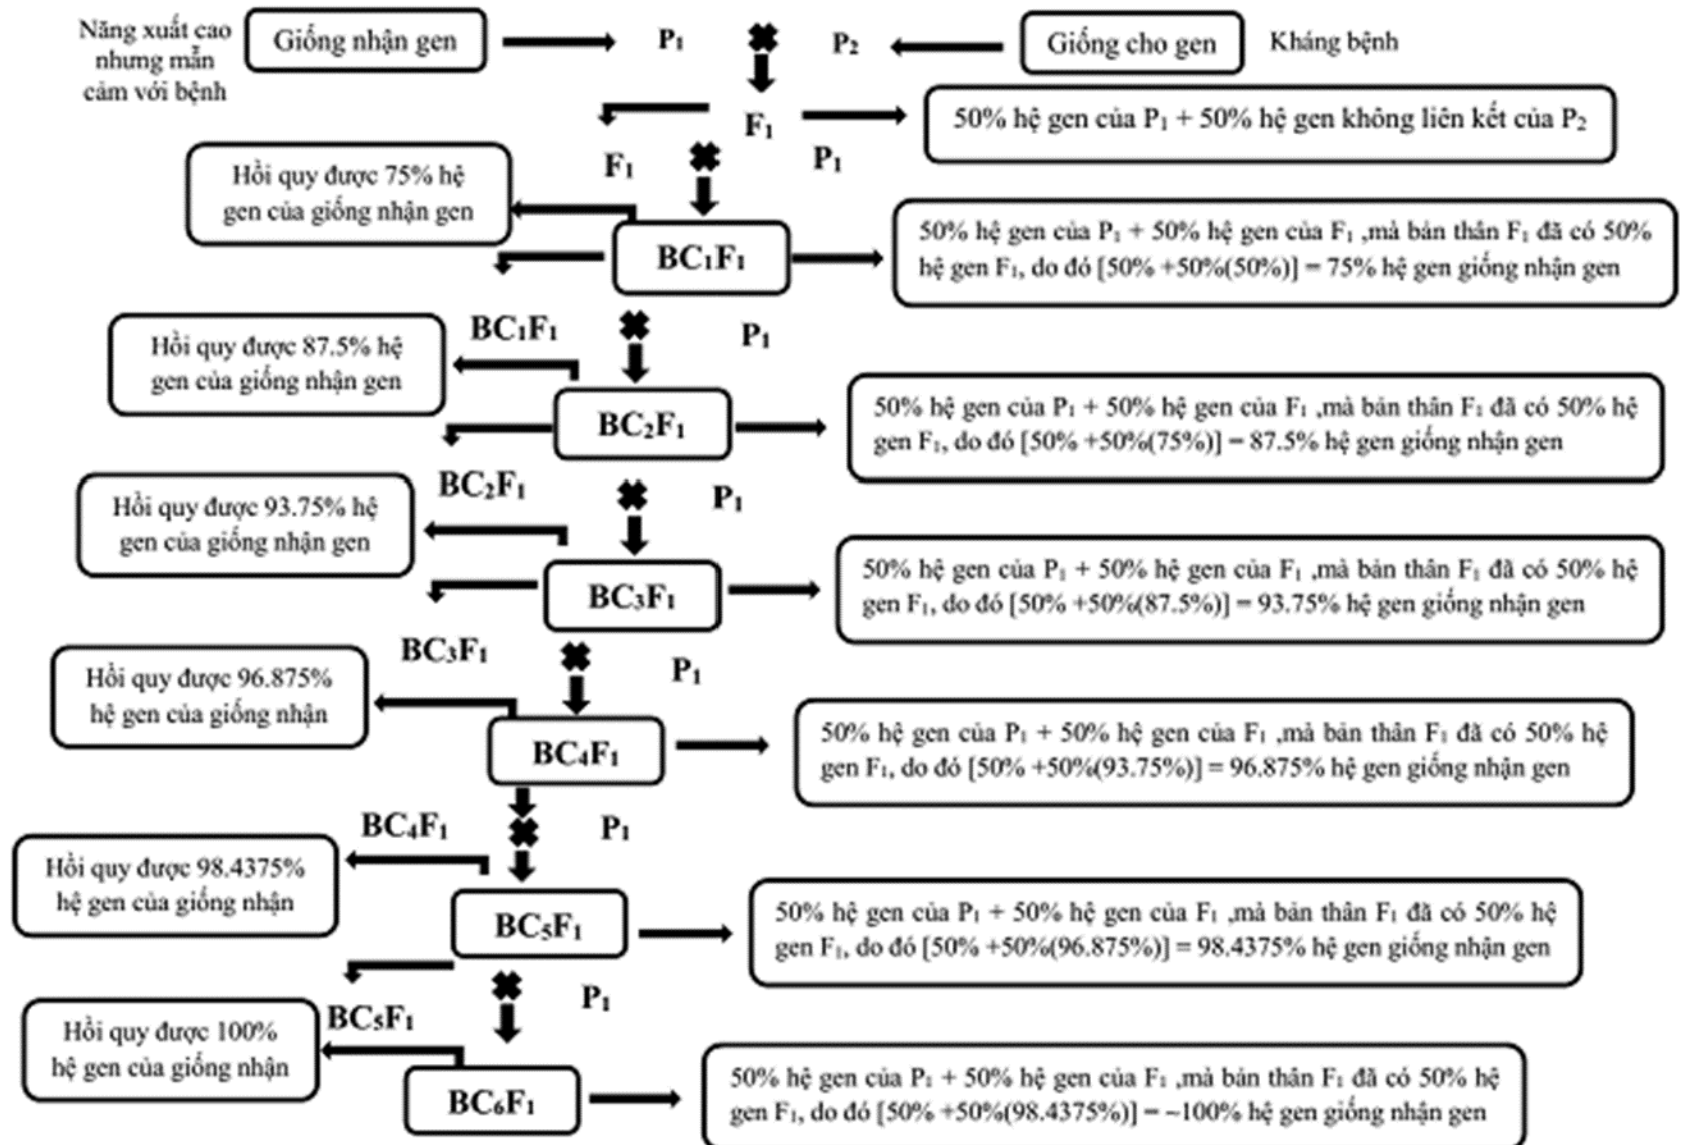 Năng xuất cao
nhưng mẫn
cảm với bệnh
Giống nhận gen
P₁
P₂
Giống cho gen
Kháng bệnh
F₁
50% hệ gen của P₁ + 50% hệ gen không liên kết của P₂
F₁
P₁
Hồi quy được 75% hệ
gen của giống nhận gen
BC₁F₁
50% hệ gen của P₁ + 50% hệ gen của F₁ ,mà bản thân F₁ đã có 50%
hệ gen F₁, do đó [50% +50%(50%)] = 75% hệ gen giống nhận gen
BC₁F₁
P₁
Hồi quy được 87.5% hệ
gen của giống nhận gen
BC₂F₁
50% hệ gen của P₁ + 50% hệ gen của F₁ ,mà bản thân F₁ đã có 50% hệ
gen F₁, do đó [50% +50%(75%)] = 87.5% hệ gen giống nhận gen
BC₂F₁
P₁
Hồi quy được 93.75% hệ
gen của giống nhận gen
BC₃F₁
50% hệ gen của P₁ + 50% hệ gen của F₁ ,mà bản thân F₁ đã có 50% hệ
gen F₁, do đó [50% +50%(87.5%)] = 93.75% hệ gen giống nhận gen
BC₃F₁
P₁
Hồi quy được 96.875%
hệ gen của giống nhận
BC₄F₁
50% hệ gen của P₁ + 50% hệ gen của F₁ ,mà bản thân F₁ đã có 50% hệ
gen F₁, do đó [50% +50%(93.75%)] = 96.875% hệ gen giống nhận gen
BC₄F₁
P₁
Hồi quy được 98.4375%
hệ gen của giống nhận
BC₅F₁
50% hệ gen của P₁ + 50% hệ gen của F₁ ,mà bản thân F₁ đã có 50% hệ
gen F₁, do đó [50% +50%(96.875%)] = 98.4375% hệ gen giống nhận gen
BC₅F₁
P₁
Hồi quy được 100%
hệ gen của giống nhận
BC₆F₁
50% hệ gen của P₁ + 50% hệ gen của F₁ ,mà bản thân F₁ đã có 50% hệ
gen F₁, do đó [50% +50%(98.4375%)] = ~100% hệ gen giống nhận gen